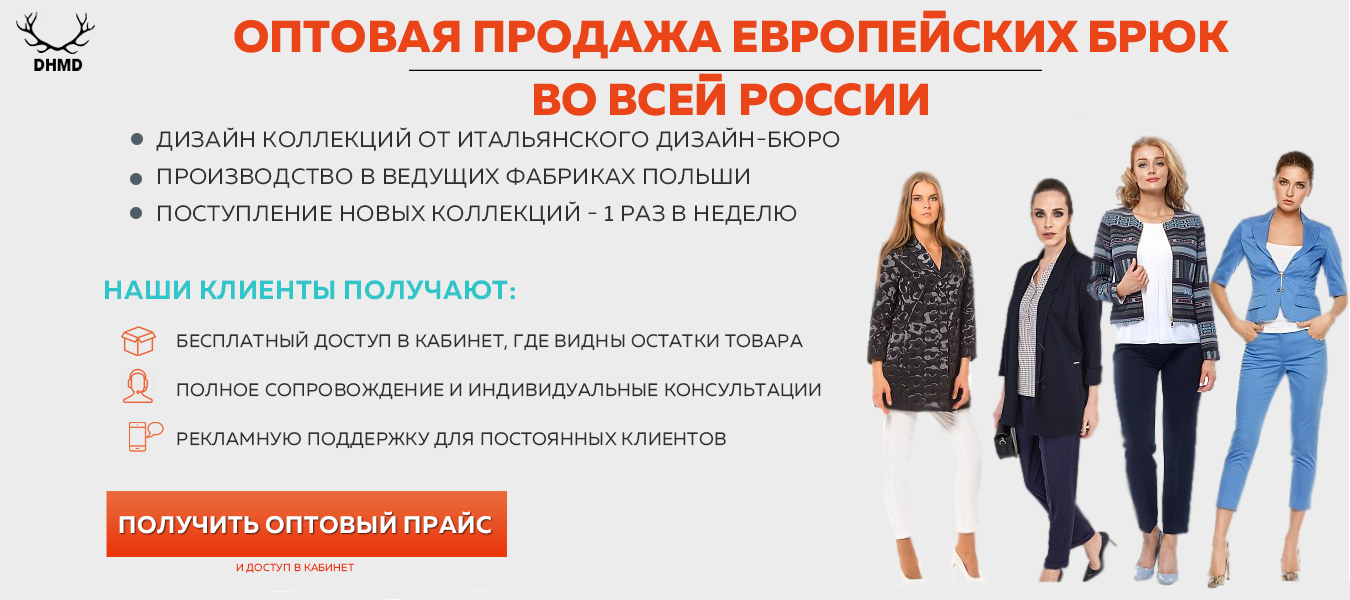 DHMD
ОПТОВАЯ ПРОДАЖА ЕВРОПЕЙСКИХ БРЮК
ВО ВСЕЙ РОССИИ
ДИЗАЙН КОЛЛЕКЦИЙ ОТ ИТАЛЬЯНСКОГО ДИЗАЙН-БЮРО
ПРОИЗВОДСТВО В ВЕДУЩИХ ФАБРИКАХ ПОЛЬШИ
ПОСТУПЛЕНИЕ НОВЫХ КОЛЛЕКЦИЙ - 1 РАЗ В НЕДЕЛЮ
НАШИ КЛИЕНТЫ ПОЛУЧАЮТ:
БЕСПЛАТНЫЙ ДОСТУП В КАБИНЕТ, ГДЕ ВИДНЫ ОСТАТКИ ТОВАРА
ПОЛНОЕ СОПРОВОЖДЕНИЕ И ИНДИВИДУАЛЬНЫЕ КОНСУЛЬТАЦИИ
РЕКЛАМНУЮ ПОДДЕРЖКУ ДЛЯ ПОСТОЯННЫХ КЛИЕНТОВ
ПОЛУЧИТЬ ОПТОВЫЙ ПРАЙС
И ДОСТУП В КАБИНЕТ